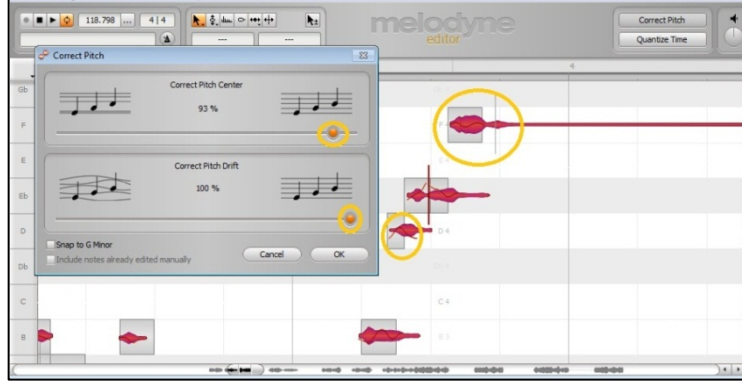 118.798 ...
4 | 4
melodyne
editor
Correct Pitch
Quantize Time
---
---
Correct Pitch
Correct Pitch Center
93 %
Correct Pitch Drift
100 %
Snap to G Minor
Include notes already edited manually
Cancel
OK
4
Gb
F
E
Eb
D
Db
C
B
D 4
C 4